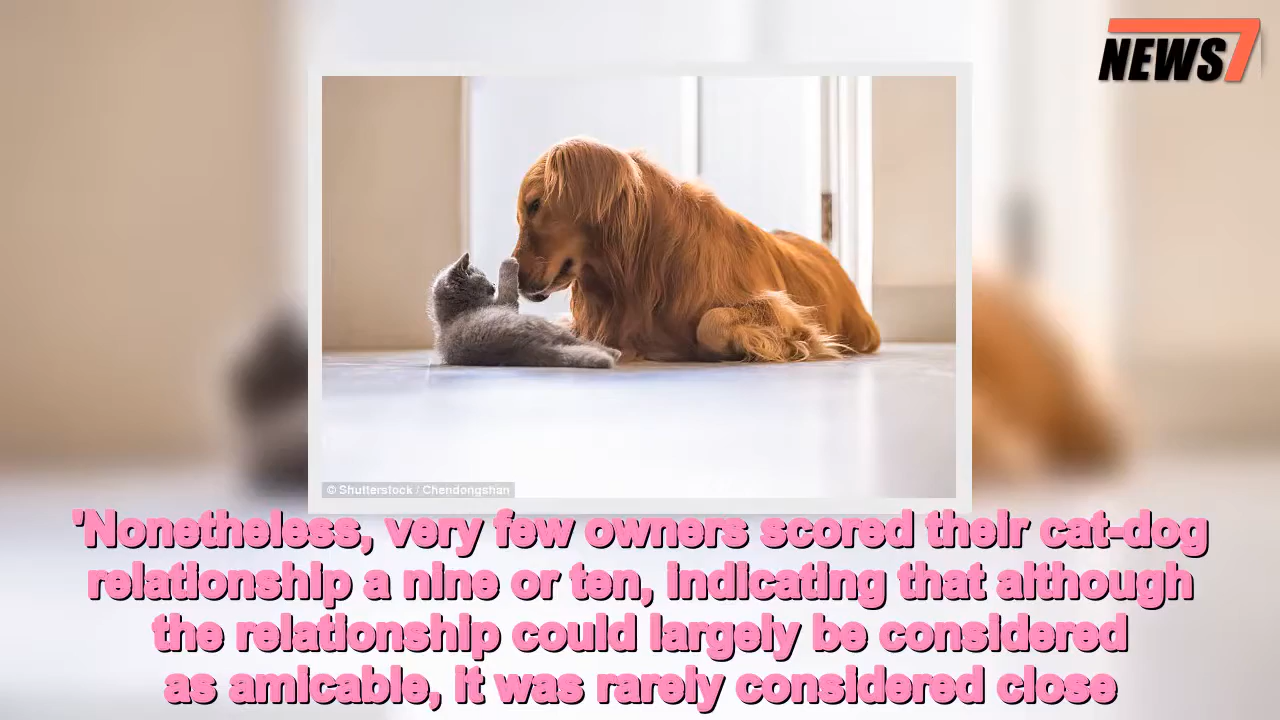 NEWS7
© Shutterstock / Chendongshan
'Nonetheless, very few owners scored their cat-dog
relationship a nine or ten, indicating that although
the relationship could largely be considered
as amicable, it was rarely considered close